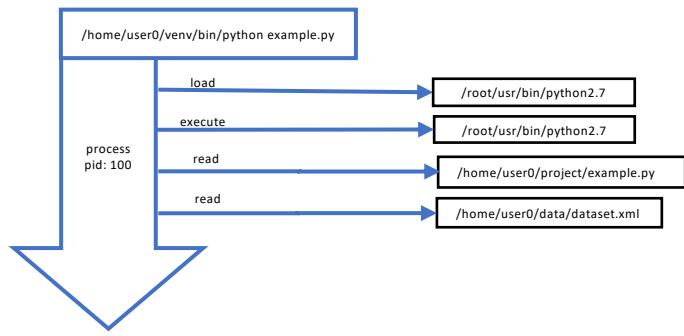 /home/user0/venv/bin/python example.py
load
/root/usr/bin/python2.7
execute
/root/usr/bin/python2.7
process
pid: 100
read
/home/user0/project/example.py
read
/home/user0/data/dataset.xml